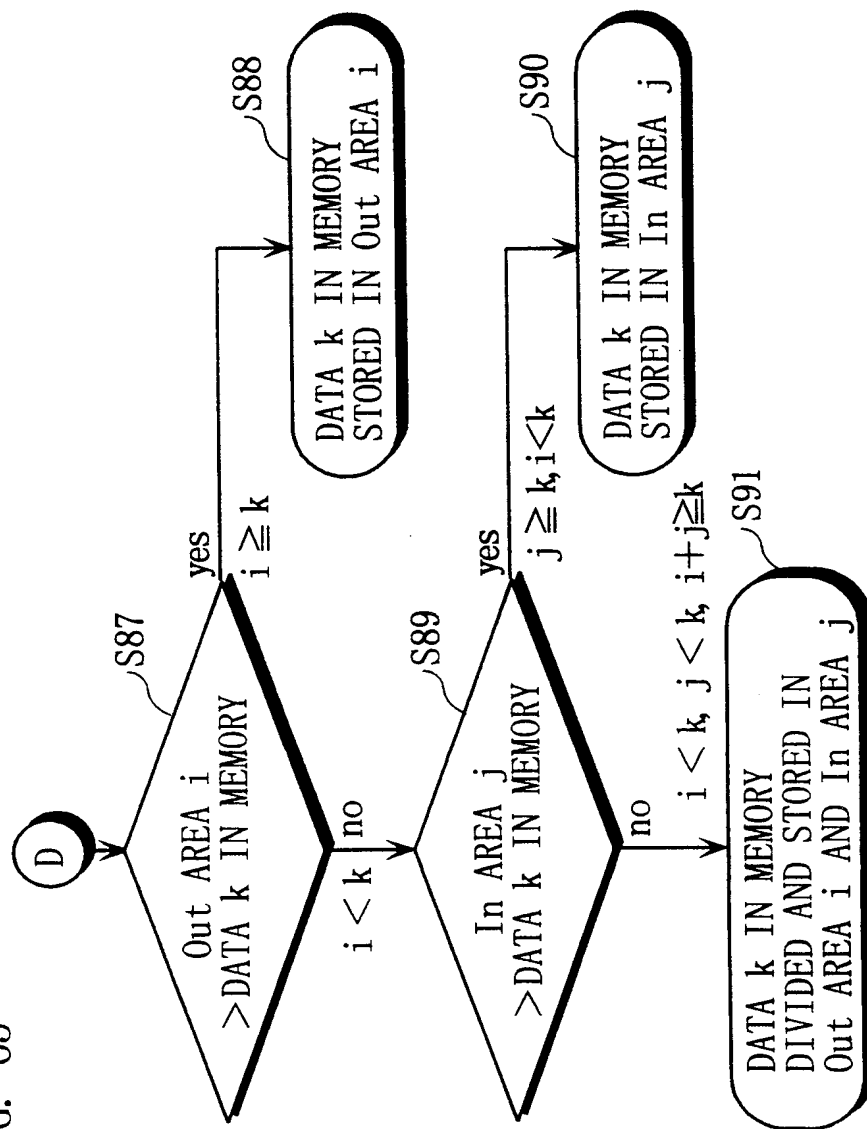 D
S87
Out AREA i
>DATA k IN MEMORY
yes
i ≧ k
S88
DATA k IN MEMORY
STORED IN Out AREA i
no
i < k
S89
In AREA j
>DATA k IN MEMORY
yes
j ≧ k, i<k
S90
DATA k IN MEMORY
STORED IN In AREA j
no
i < k, j < k, i+j≧k
S91
DATA k IN MEMORY
DIVIDED AND STORED IN
Out AREA i AND In AREA j